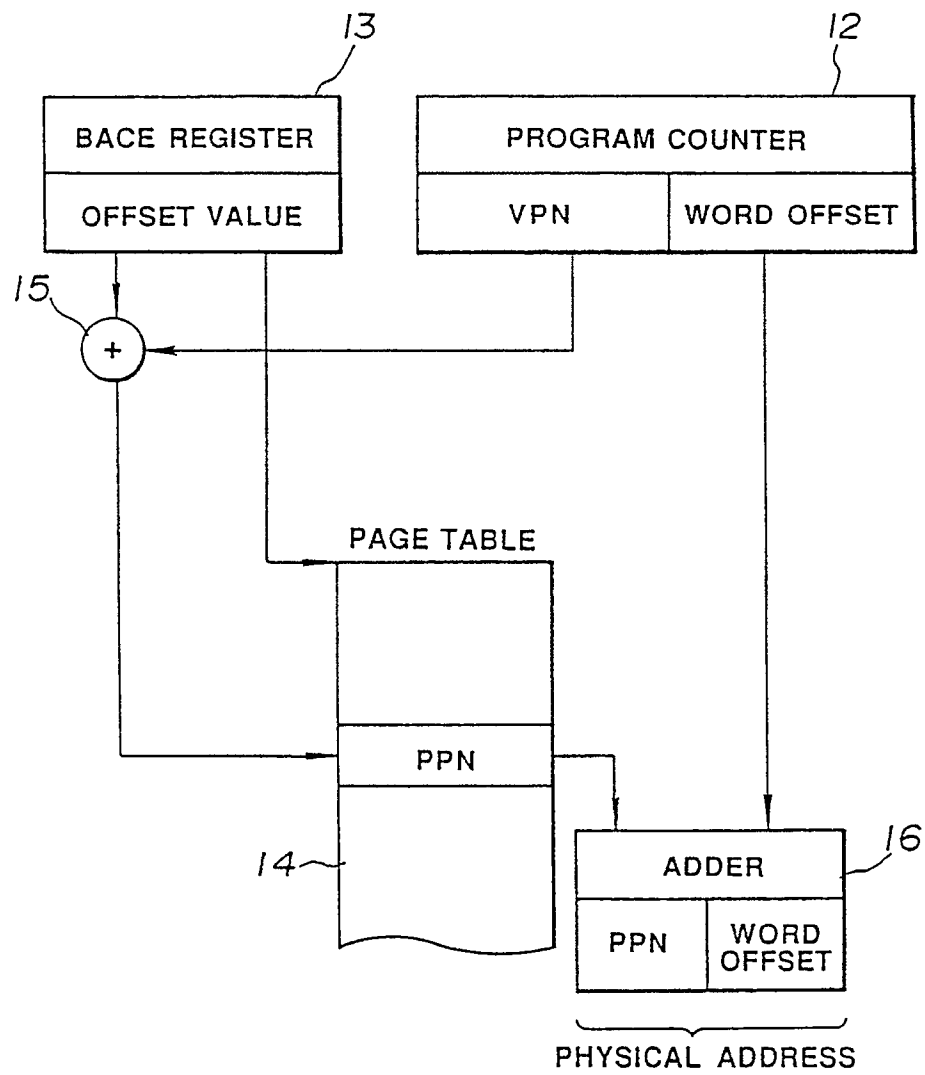 13
12
BACE REGISTER
PROGRAM COUNTER
OFFSET VALUE
VPN
WORD OFFSET
15
+
PAGE TABLE
PPN
14
16
ADDER
PPN
WORD
OFFSET
PHYSICAL ADDRESS